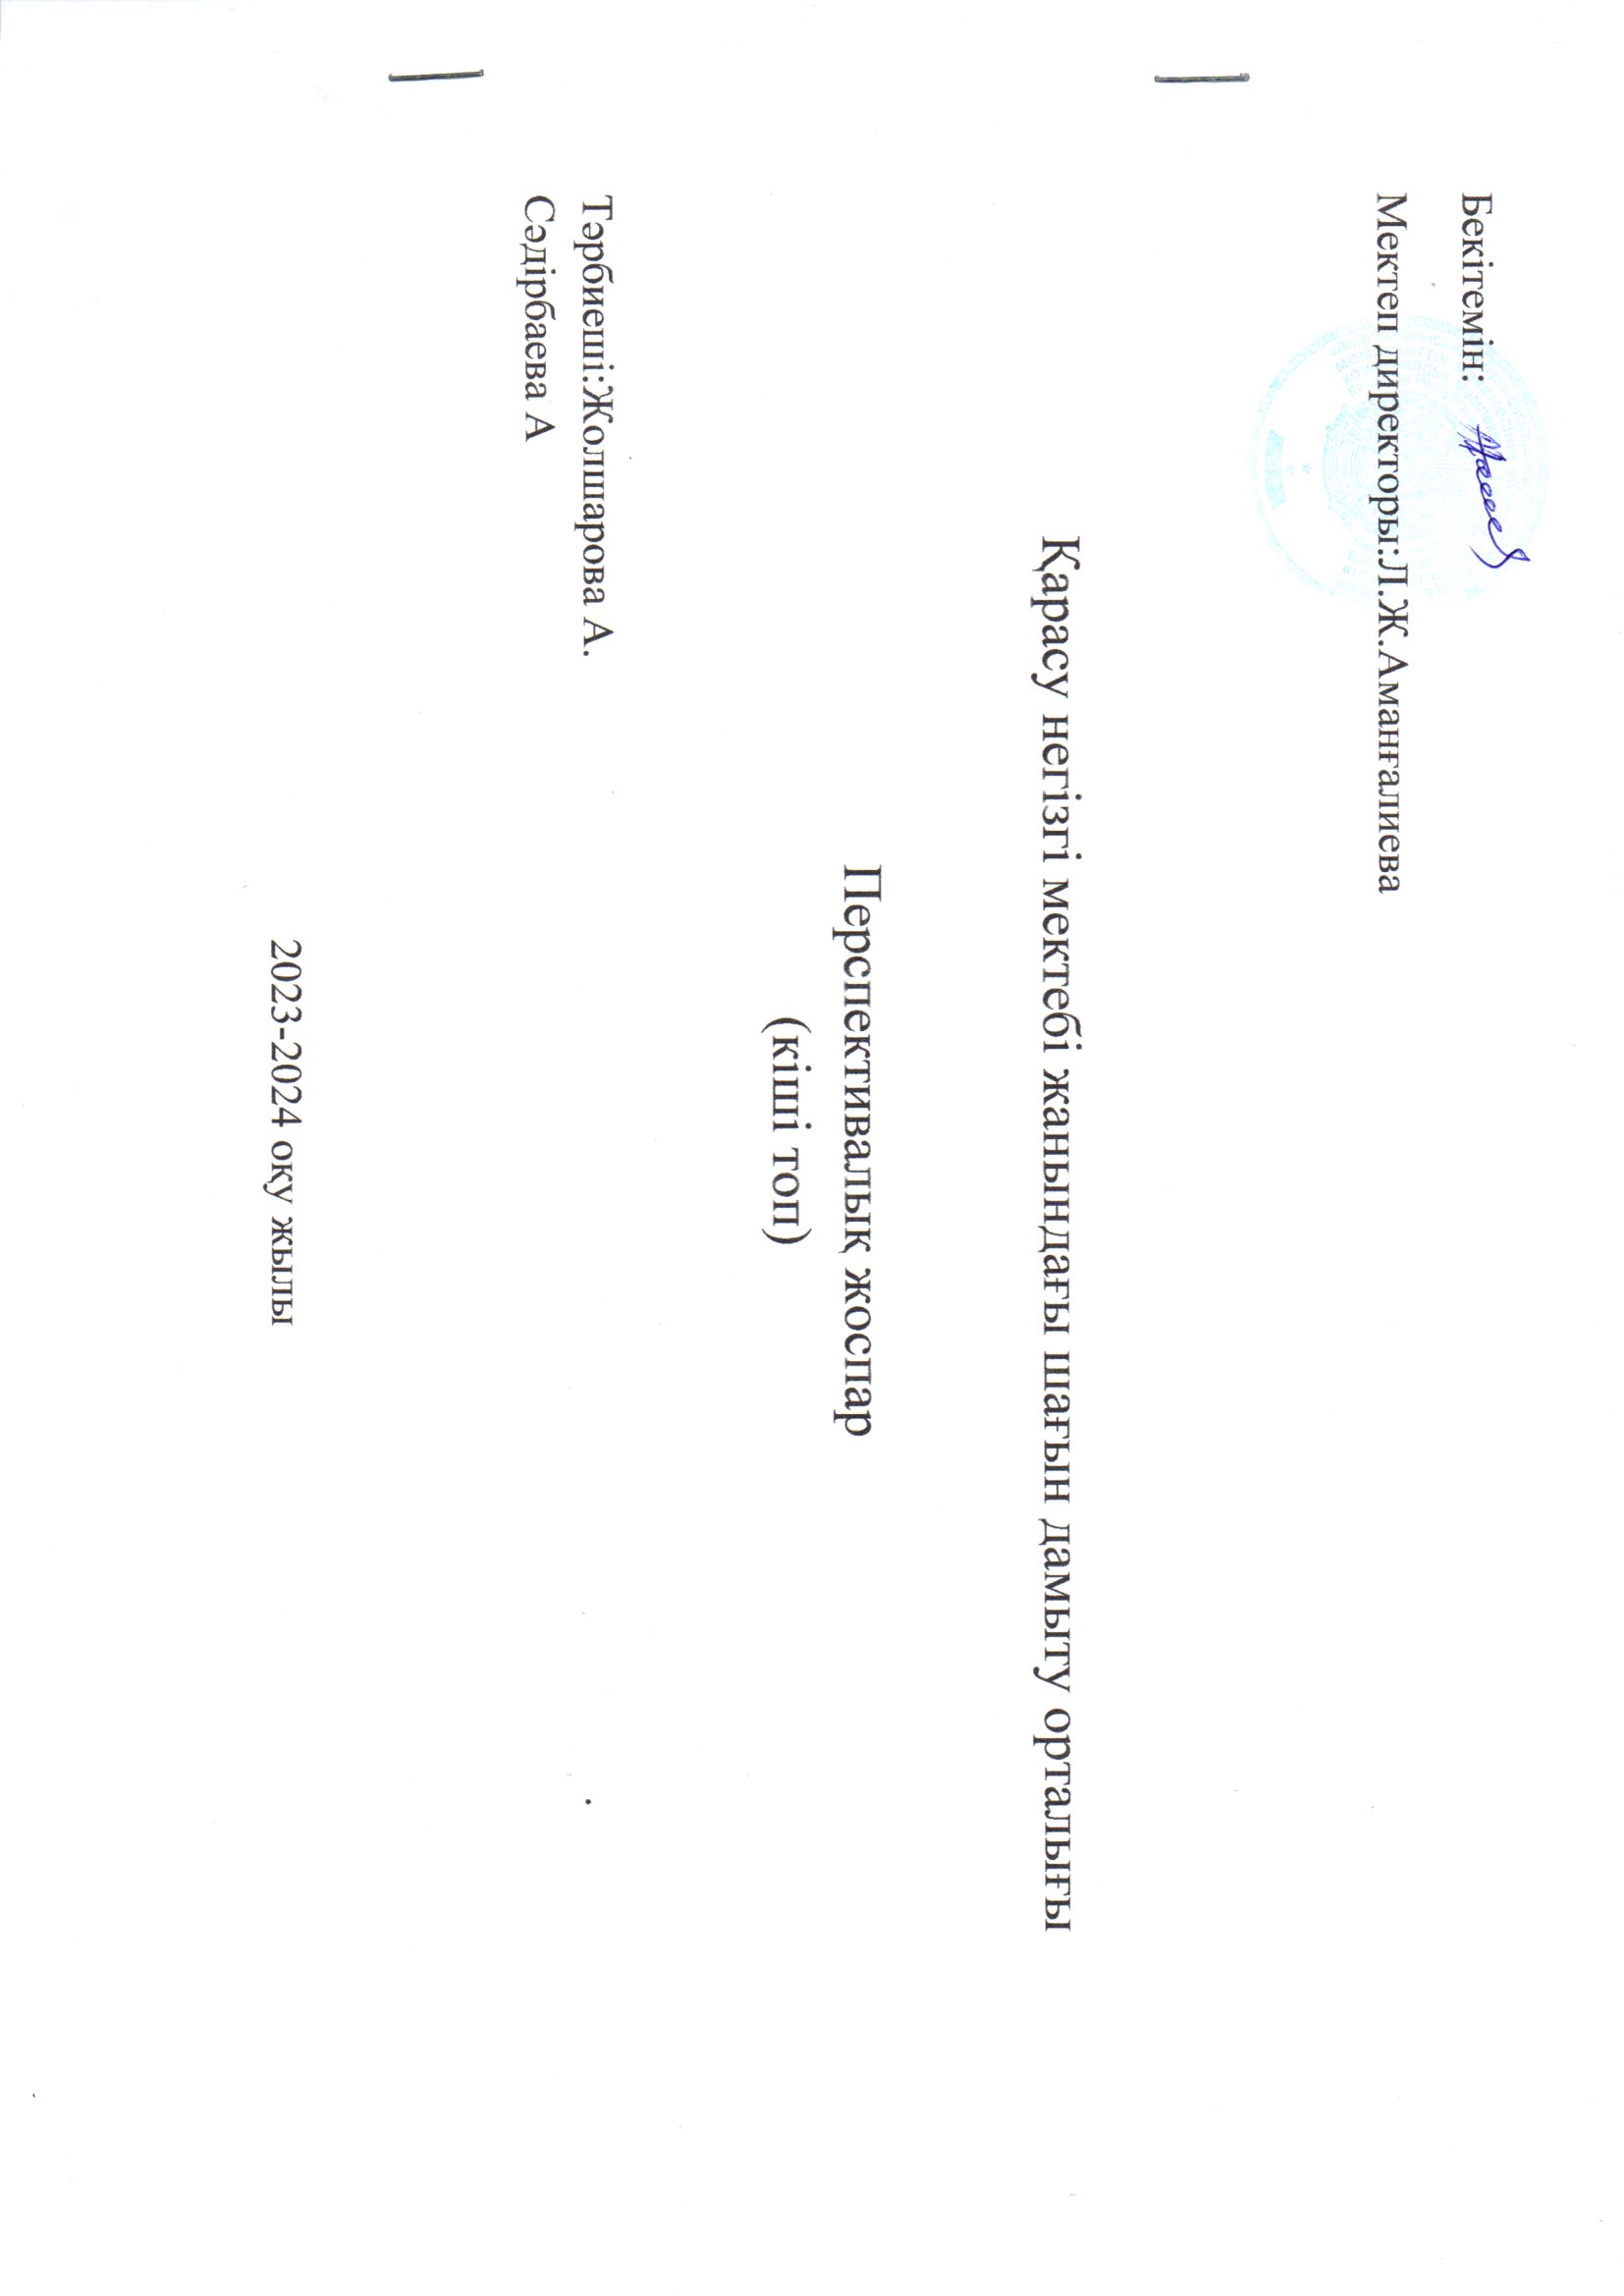 Бекітемін:
Мектеп директоры:Л.Ж.Аманғалиева
Қарасу негізгі мектебі жанындағы шағын дамыту орталығы
Перспективалық жоспар
(кіші топ)
Тәрбиеші:Жолшарова А.
Сәдірбаева А
2023-2024 оқу жылы